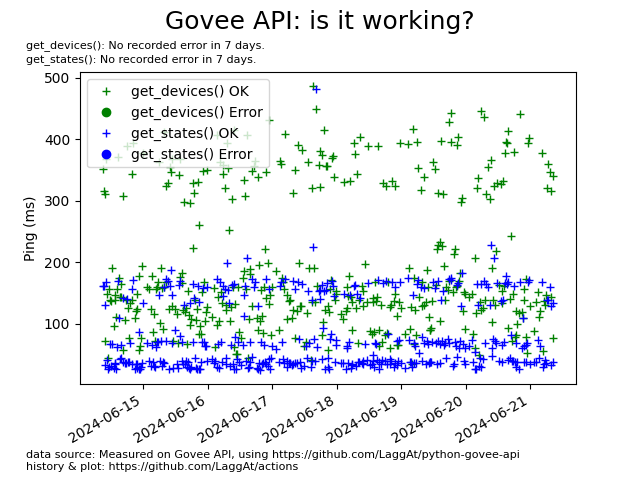 Govee API: is it working?
get_devices(): No recorded error in 7 days.
get_states(): No recorded error in 7 days.
500
400
300
200
100
Ping (ms)
get_devices() OK
get_devices() Error
get_states() OK
get_states() Error
2024-06-15
2024-06-16
2024-06-17
2024-06-18
2024-06-19
2024-06-20
2024-06-21
data source: Measured on Govee API, using https://github.com/LaggAt/python-govee-api
history & plot: https://github.com/LaggAt/actions